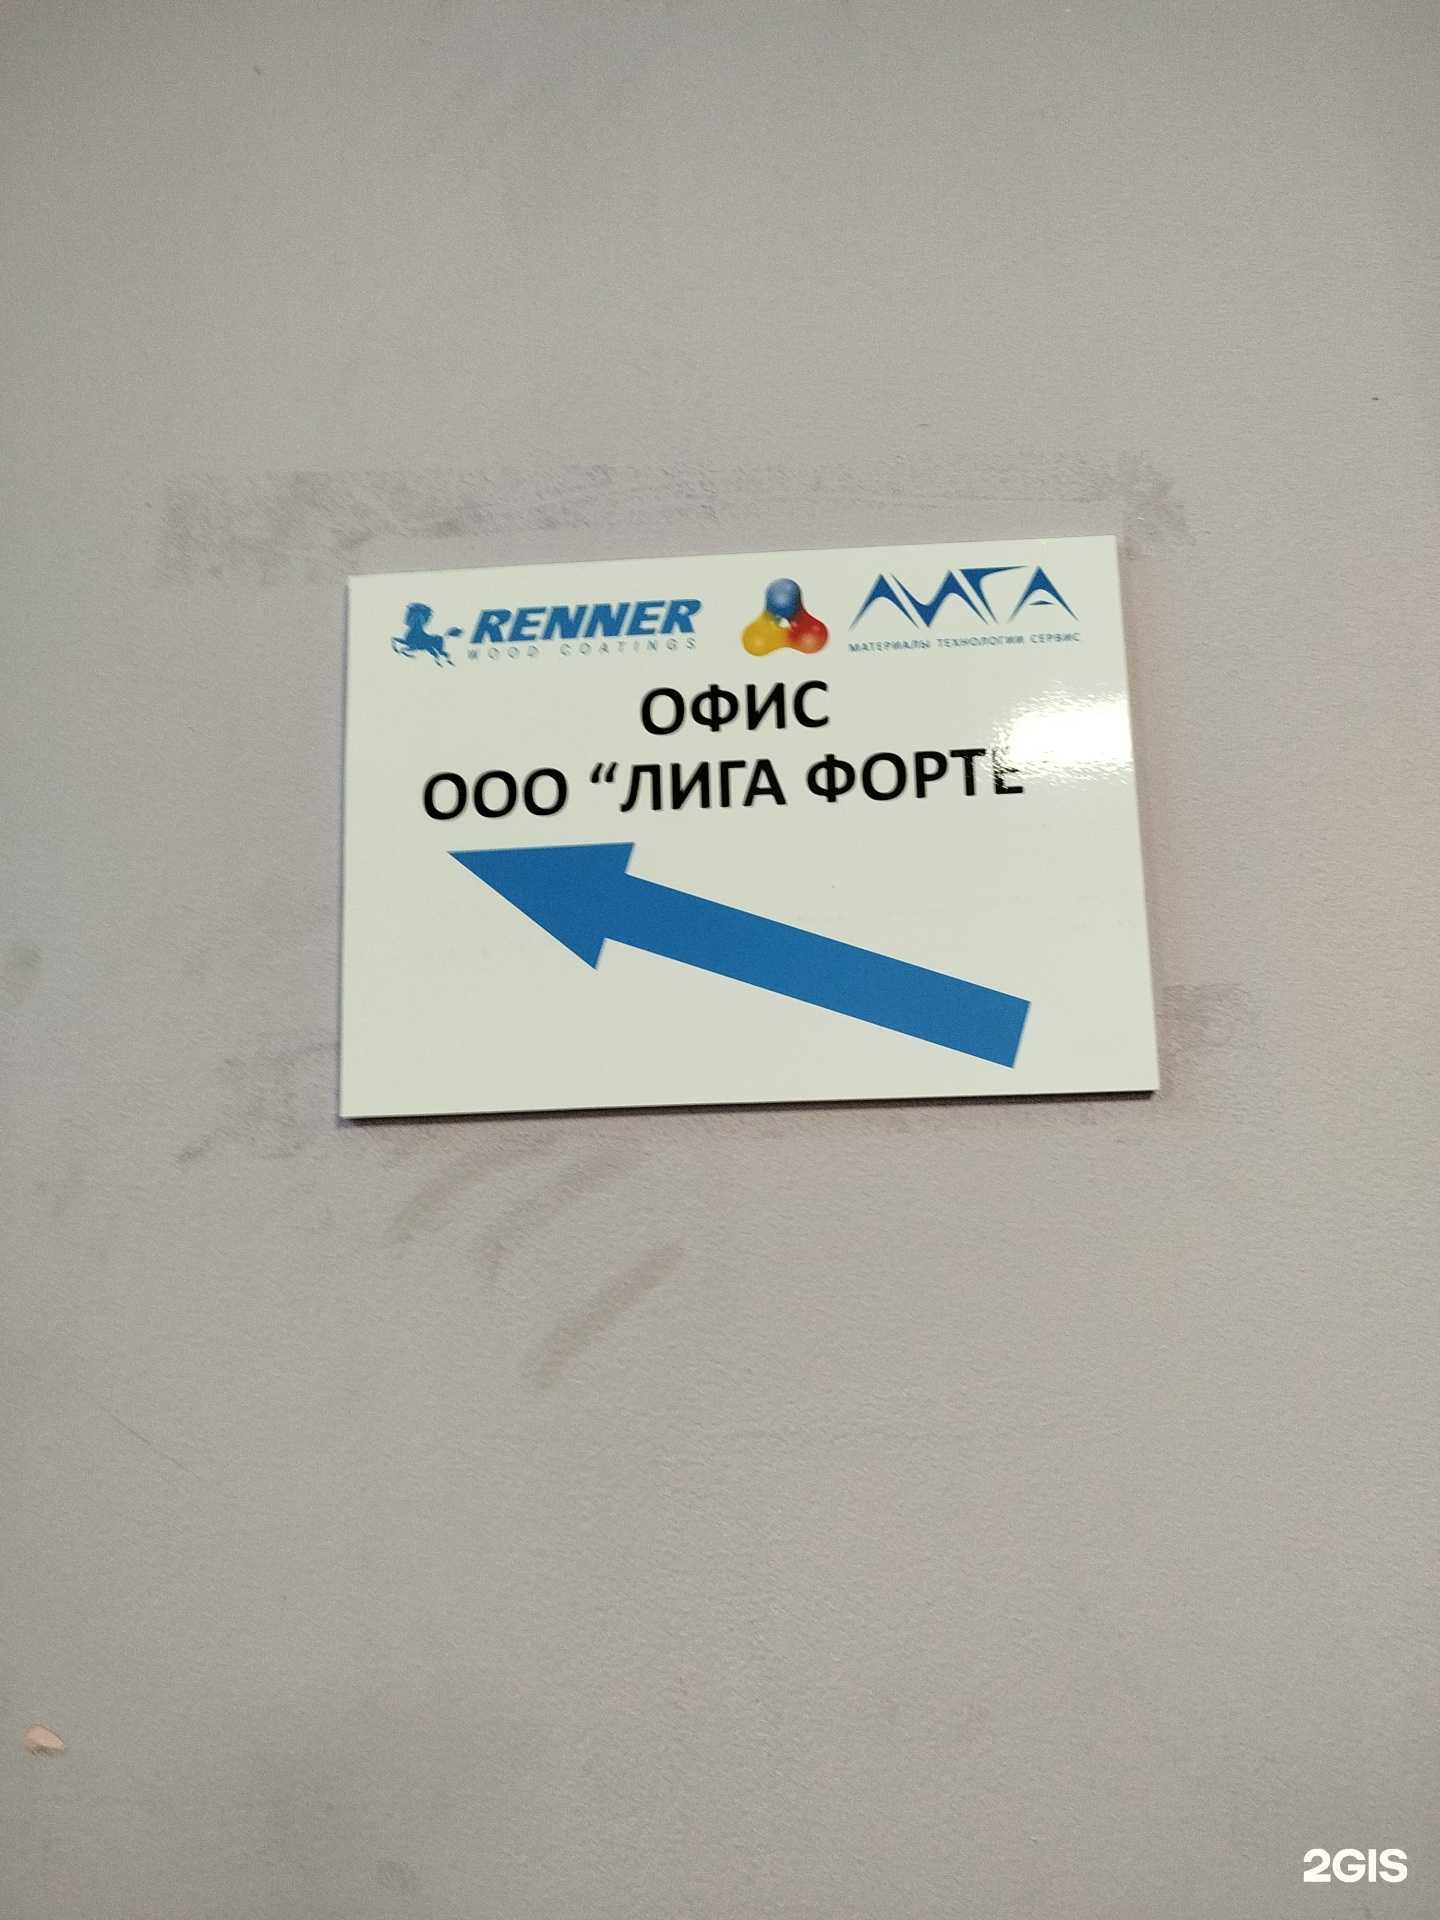 RENNER
WOOD COATINGS
ЛИГА
МАТЕРИАЛЫ ТЕХНОЛОГИИ СЕРВИС
ОФИС
ООО “ЛИГА ФОРТЕ
2GIS